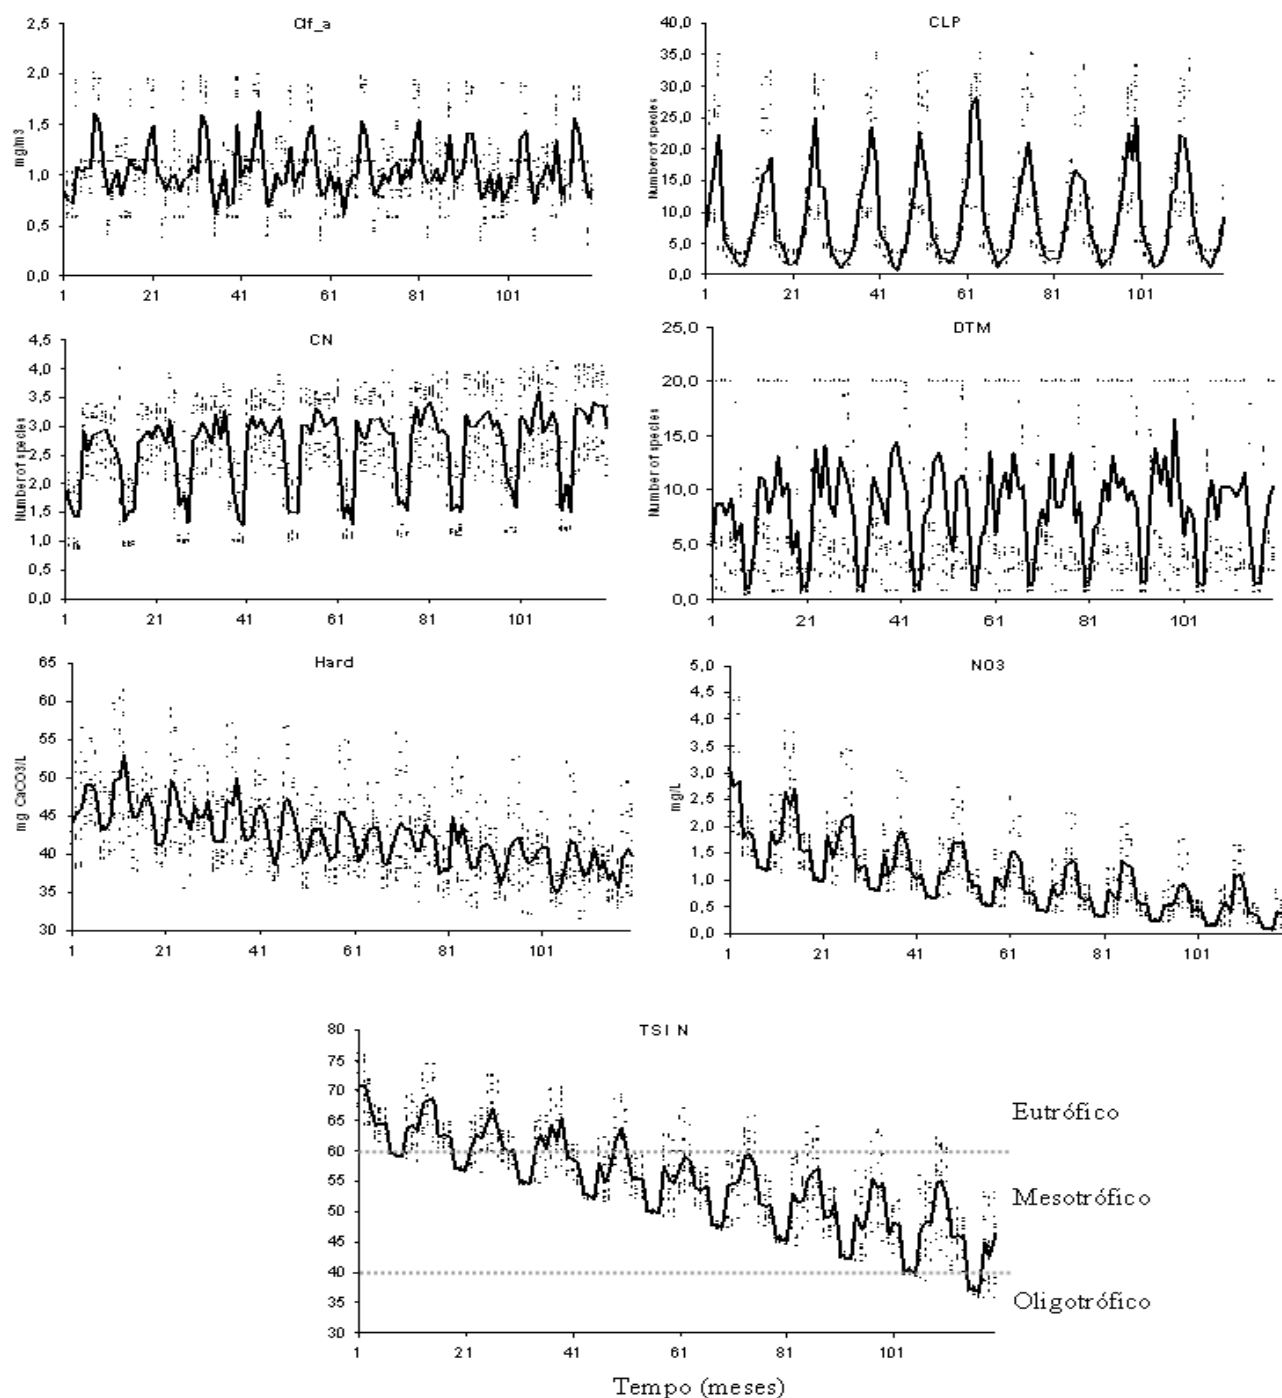 Clf_a
mg/m3
2,5
2,0
1,5
1,0
0,5
0,0
1 21 41 61 81 101
CLP
Number of species
40,0
35,0
30,0
25,0
20,0
15,0
10,0
5,0
0,0
1 21 41 61 81 101
CN
Number of species
4,5
4,0
3,5
3,0
2,5
2,0
1,5
1,0
0,5
0,0
1 21 41 61 81 101
DTM
Number of species
25,0
20,0
15,0
10,0
5,0
0,0
1 21 41 61 81 101
Hard
mg CaCO3/L
65
60
55
50
45
40
35
30
1 21 41 61 81 101
NO3
mg/L
5,0
4,5
4,0
3,5
3,0
2,5
2,0
1,5
1,0
0,5
0,0
1 21 41 61 81 101
TSI N
80
75
70
65
60
55
50
45
40
35
30
1 21 41 61 81 101
Eutrófico
Mesotrófico
Oligotrófico
Tempo (meses)